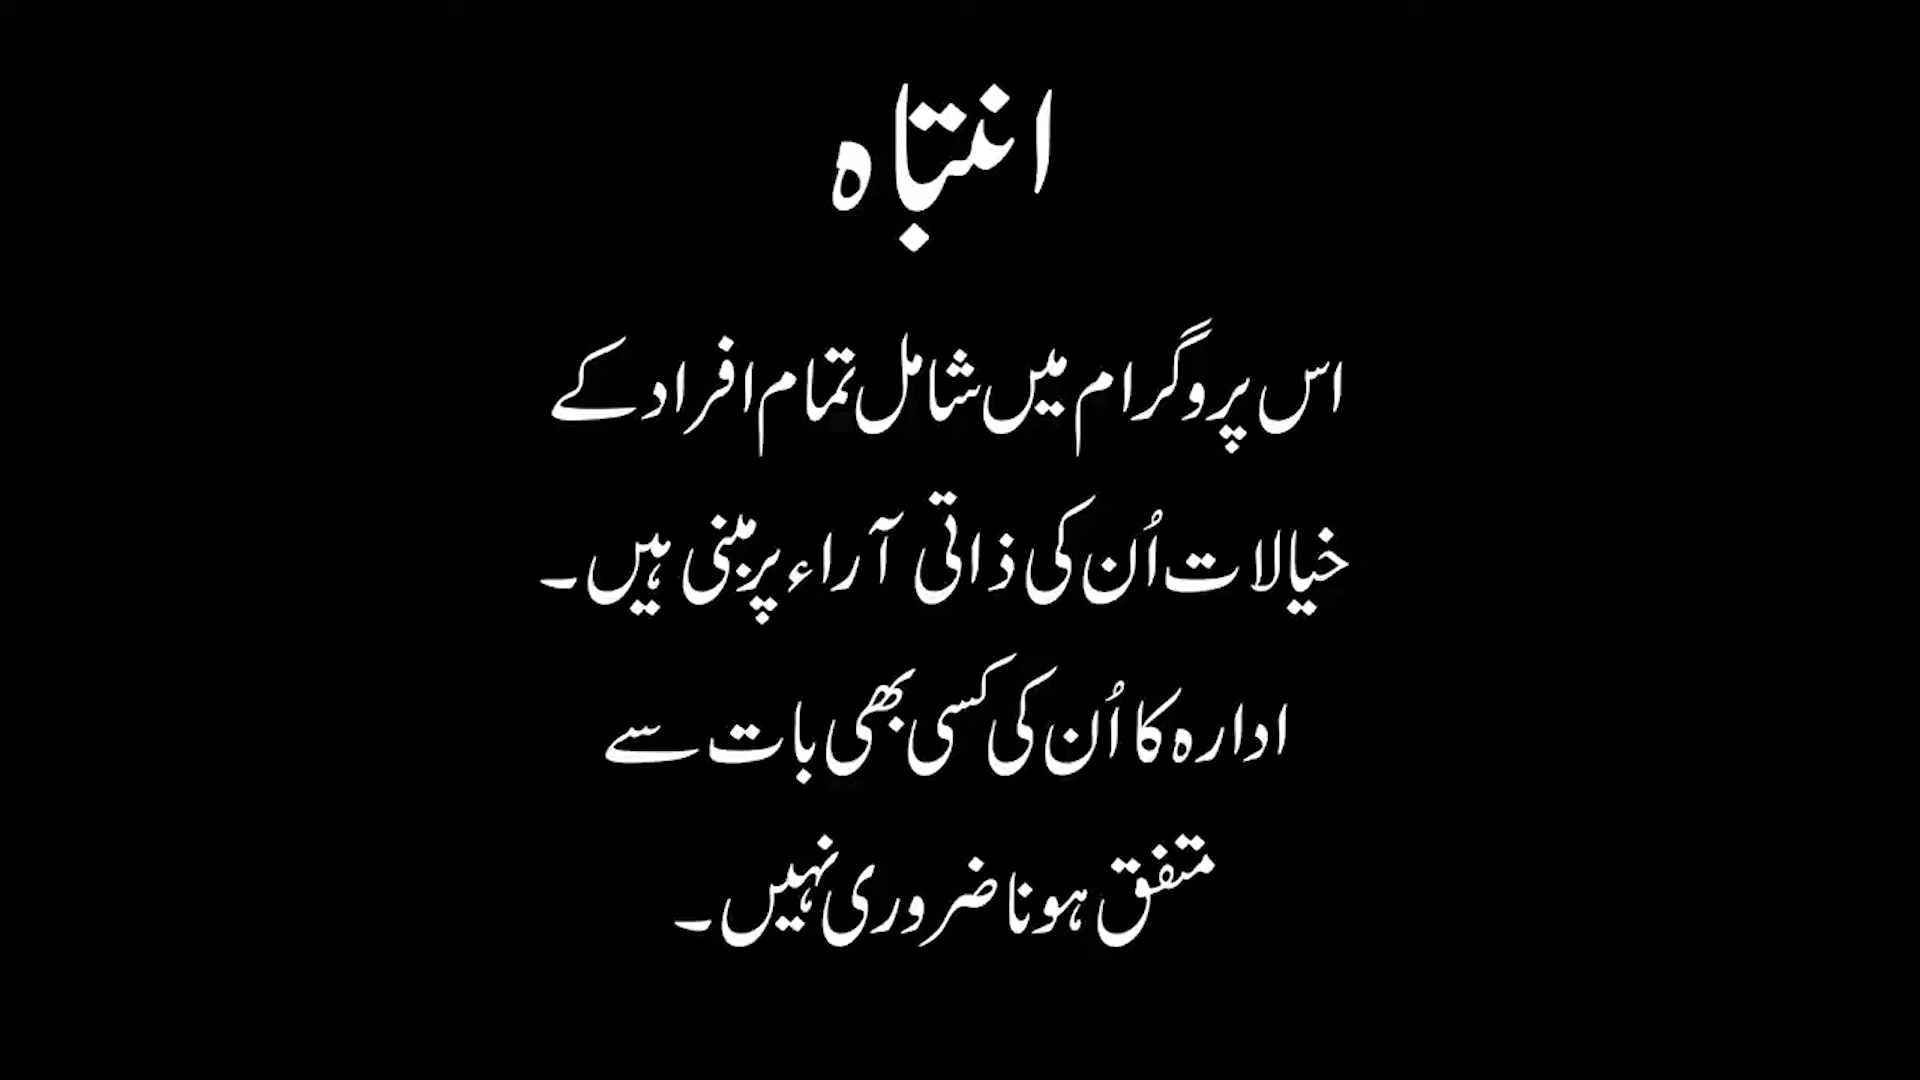 انتباہ
اس پروگرام میں شامل تمام افراد کے
خیالات اُن کی ذاتی آراء پر مبنی ہیں۔
ادارہ کا اُن کی کسی بھی بات سے
متفق ہونا ضروری نہیں۔